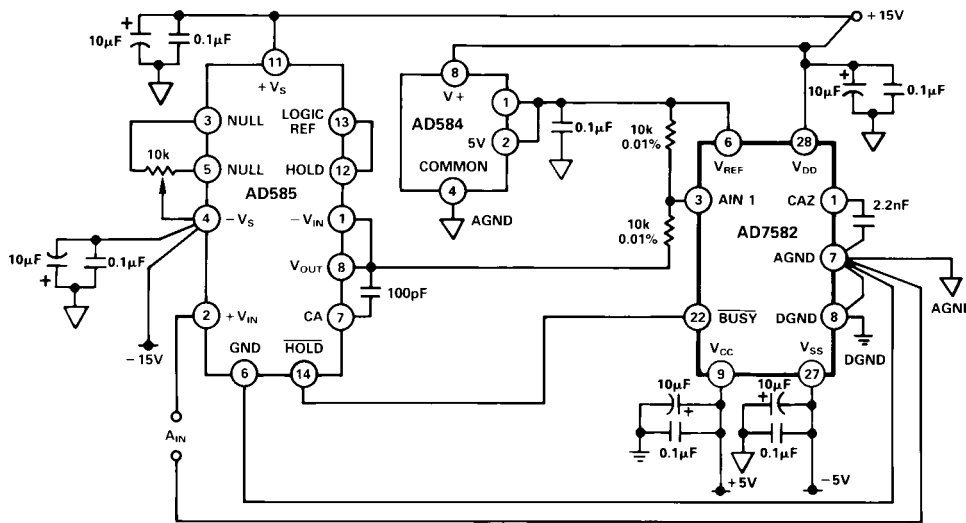 +15V
10µF
0.1µF
11
+VS
3
NULL
LOGIC REF
13
10k
5
NULL
HOLD
12
AD585
4
−VS
−VIN
1
10µF
0.1µF
VOUT
8
100pF
2
+VIN
CA
7
−15V
GND
HOLD
6
14
AIN
8
V+
1
AD584
5V
2
COMMON
4
AGND
0.1µF
10k
0.01%
10k
0.01%
10µF
0.1µF
6
28
VREF
VDD
3
AIN 1
CAZ
1
2.2nF
AD7582
AGND
7
AGND
22
BUSY
DGND
8
DGND
VCC
VSS
9
27
10µF
10µF
0.1µF
0.1µF
+5V
−5V